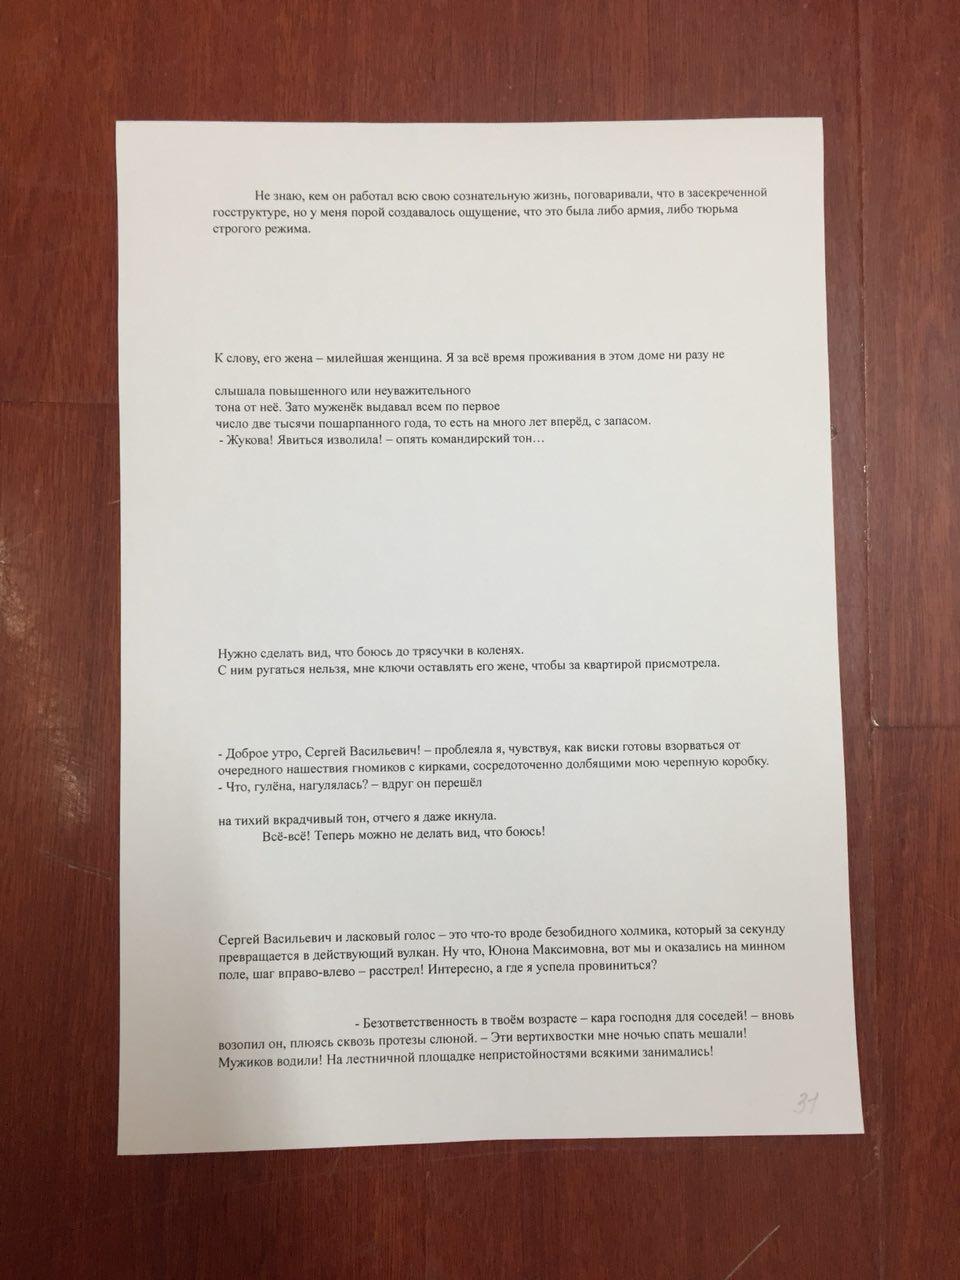 Не знаю, кем он работал всю свою сознательную жизнь, поговаривали, что в засекреченной
госструктуре, но у меня порой создавалось ощущение, что это была либо армия, либо тюрьма
строгого режима.
К слову, его жена – милейшая женщина. Я за всё время проживания в этом доме ни разу не
слышала повышенного или неуважительного
тона от неё. Зато муженёк выдавал всем по первое
число две тысячи пошарпанного года, то есть на много лет вперёд, с запасом.
- Жукова! Явиться изволила! – опять командирский тон…
Нужно сделать вид, что боюсь до трясучки в коленях.
С ним ругаться нельзя, мне ключи оставлять его жене, чтобы за квартирой присмотрела.
- Доброе утро, Сергей Васильевич! – проблеяла я, чувствуя, как виски готовы взорваться от
очередного нашествия гномиков с кирками, сосредоточенно долбящими мою черепную коробку.
- Что, гулёна, нагулялась? – вдруг он перешёл
на тихий вкрадчивый тон, отчего я даже икнула.
Всё-всё! Теперь можно не делать вид, что боюсь!
Сергей Васильевич и ласковый голос – это что-то вроде безобидного холмика, который за секунду
превращается в действующий вулкан. Ну что, Юнона Максимовна, вот мы и оказались на минном
поле, шаг вправо-влево – расстрел! Интересно, а где я успела провиниться?
- Безответственность в твоём возрасте – кара господня для соседей! – вновь
возопил он, плюясь сквозь протезы слюной. – Эти вертихвостки мне ночью спать мешали!
Мужиков водили! На лестничной площадке непристойностями всякими занимались!
31